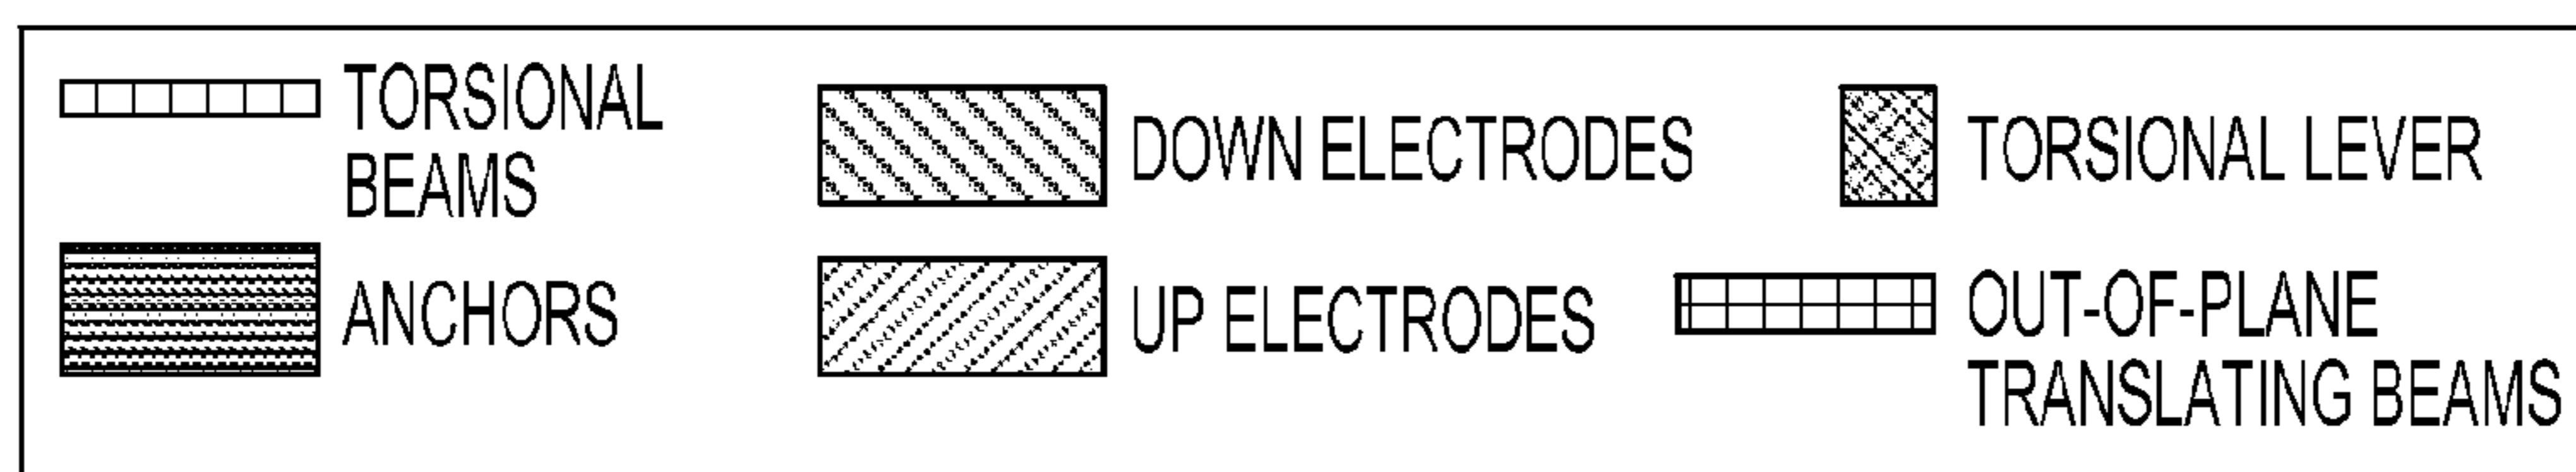 TORSIONAL
BEAMS
DOWN ELECTRODES
TORSIONAL LEVER
ANCHORS
UP ELECTRODES
OUT-OF-PLANE
TRANSLATING BEAMS